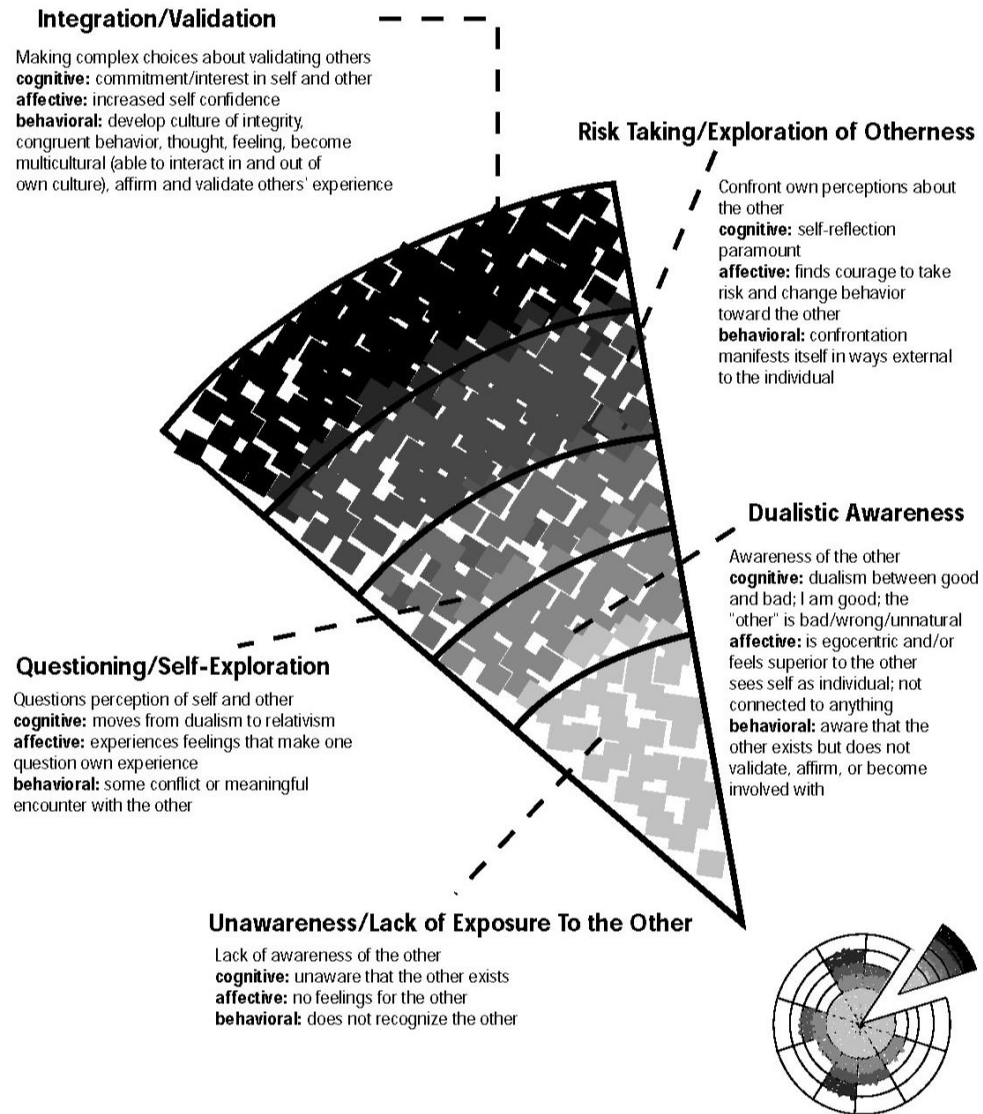 Integration/Validation
Making complex choices about validating others
cognitive: commitment/interest in self and other
affective: increased self confidence
behavioral: develop culture of integrity,
congruent behavior, thought, feeling, become
multicultural (able to interact in and out of
own culture), affirm and validate others' experience
Risk Taking/Exploration of Otherness
Confront own perceptions about
the other
cognitive: self-reflection
paramount
affective: finds courage to take
risk and change behavior
toward the other
behavioral: confrontation
manifests itself in ways external
to the individual
Dualistic Awareness
Awareness of the other
cognitive: dualism between good
and bad; I am good; the
"other" is bad/wrong/unnatural
affective: is egocentric and/or
feels superior to the other
sees self as individual; not
connected to anything
behavioral: aware that the
other exists but does not
validate, affirm, or become
involved with
Questioning/Self-Exploration
Questions perception of self and other
cognitive: moves from dualism to relativism
affective: experiences feelings that make one
question own experience
behavioral: some conflict or meaningful
encounter with the other
Unawareness/Lack of Exposure To the Other
Lack of awareness of the other
cognitive: unaware that the other exists
affective: no feelings for the other
behavioral: does not recognize the other